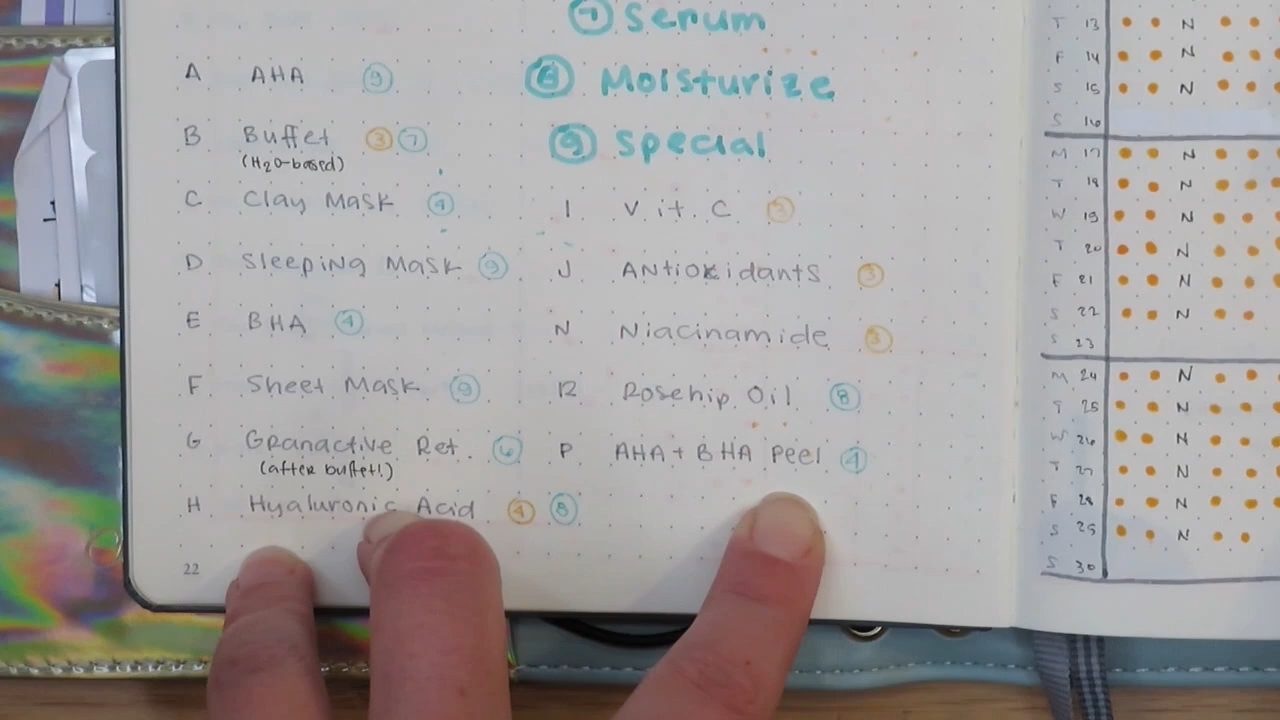 7 Serum
8 Moisturize
9 Special
A AHA 9
B Buffet 3 7
(H2O-based)
C Clay Mask 4
D Sleeping Mask 9
E BHA 4
F Sheet Mask 9
G Granactive Ret. 6
(after buffet!)
H Hyaluronic Acid 4 8
22
I Vit. C 3
J Antioxidants 3
N Niacinamide 3
R Rosehip Oil 8
P AHA + BHA Peel 4
T 13 N
F 14 N
S 15 N
S 16
M 17 N
T 18 N
W 19 N
T 20 N
F 21 N
S 22 N
S 23
M 24 N
T 25 N
W 26 N
T 27 N
F 28 N
S 29 N
S 30